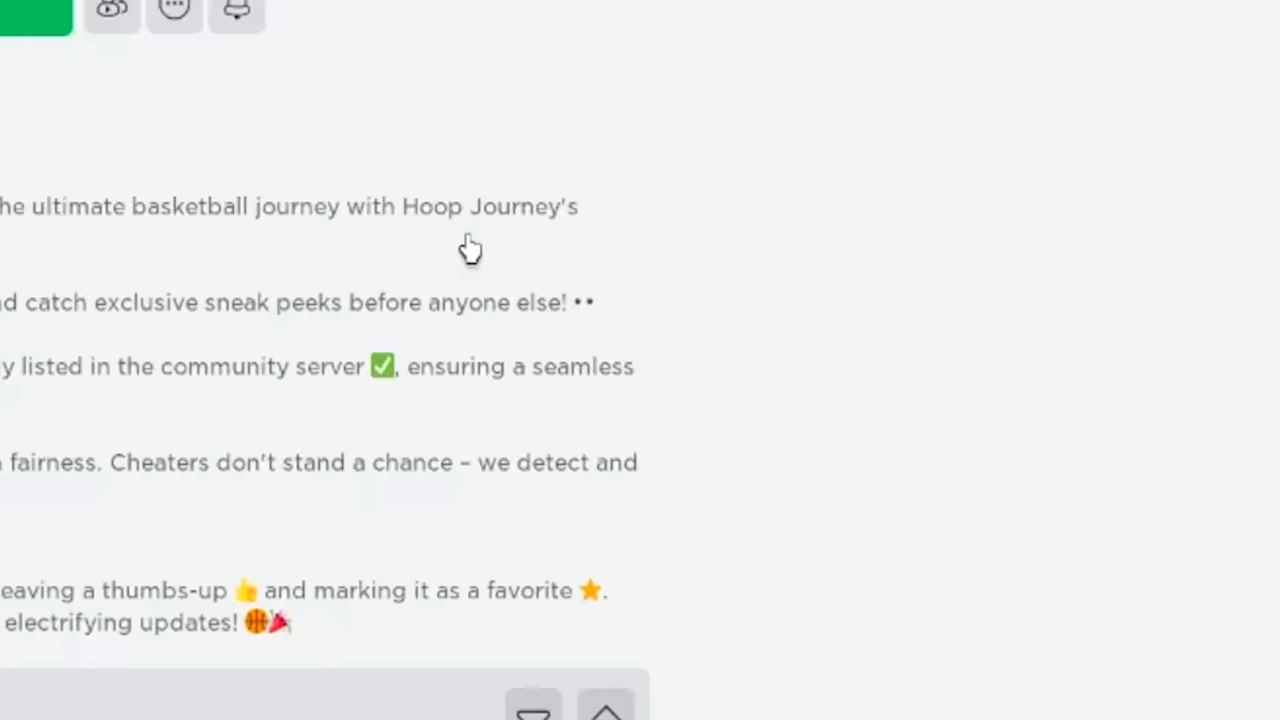 he ultimate basketball journey with Hoop Journey's
d catch exclusive sneak peeks before anyone else! ••
y listed in the community server ✅, ensuring a seamless
fairness. Cheaters don't stand a chance – we detect and
eaving a thumbs-up 👍 and marking it as a favorite ⭐.
electrifying updates! 🏀🎉